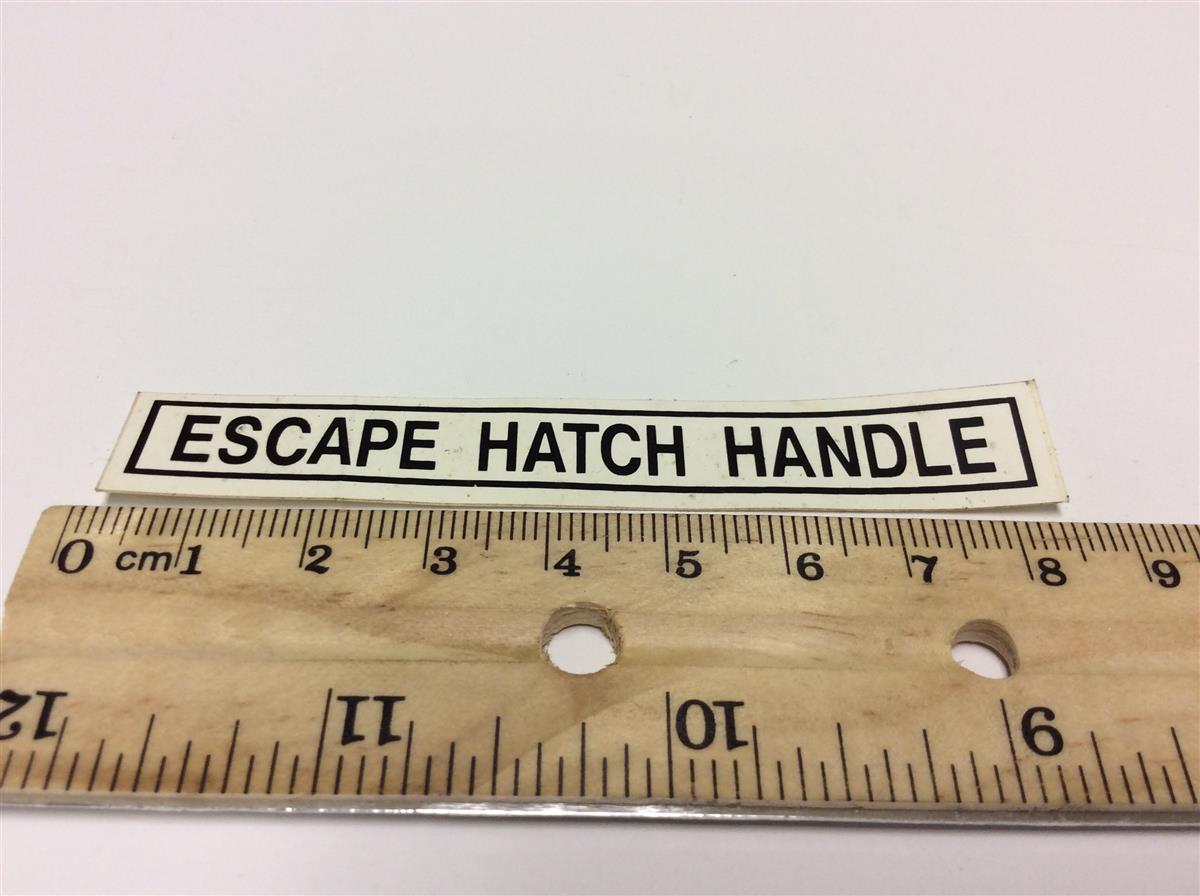 ESCAPE HATCH HANDLE
0 cm 1 2 3 4 5 6 7 8 9
12 11 10 9